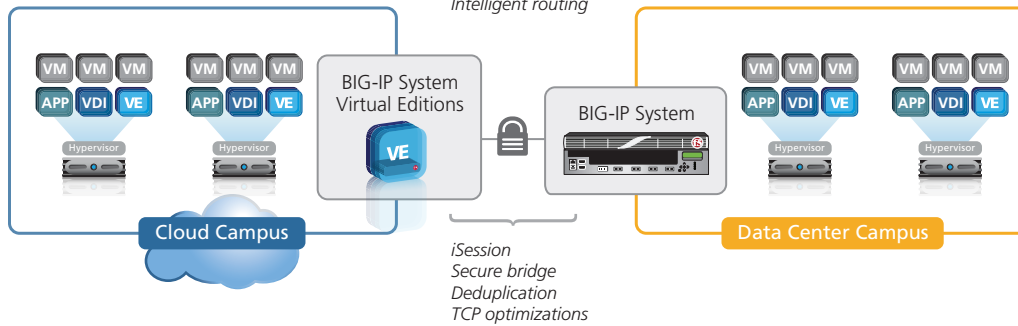 Intelligent routing
VM VM VM
VM VM VM
VM VM VM
VM VM VM
APP VDI VE
APP VDI VE
APP VDI VE
APP VDI VE
Hypervisor
Hypervisor
Hypervisor
Hypervisor
BIG-IP System
Virtual Editions
VE
BIG-IP System
f5
Cloud Campus
Data Center Campus
iSession
Secure bridge
Deduplication
TCP optimizations